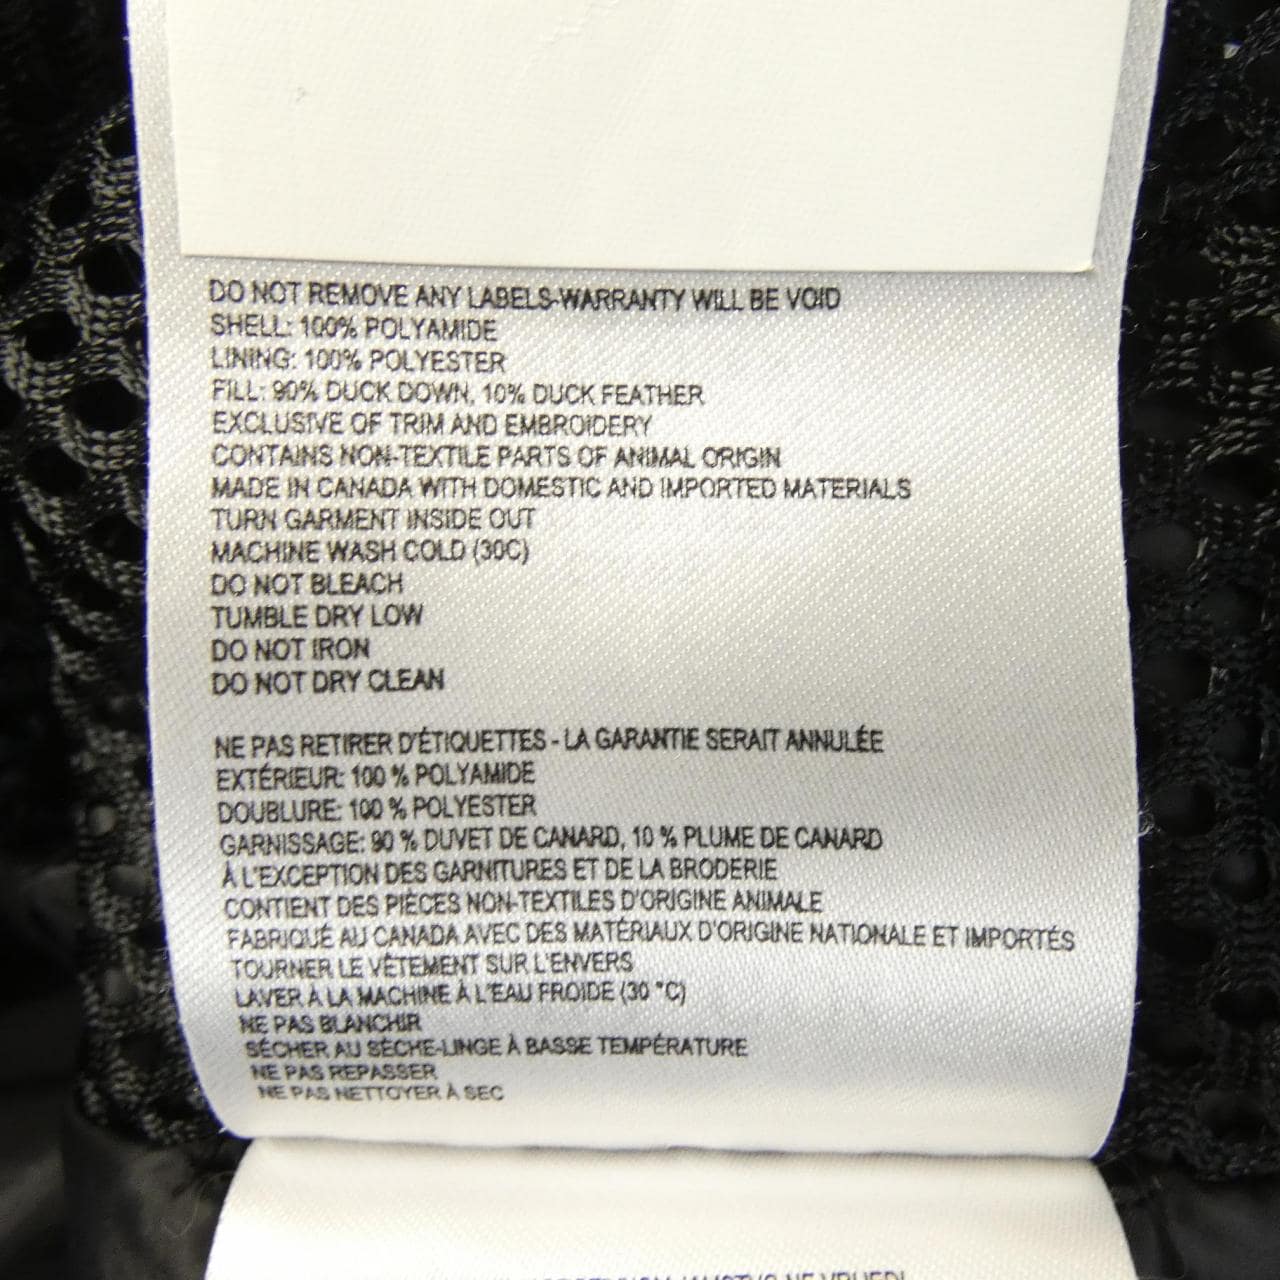 DO NOT REMOVE ANY LABELS-WARRANTY WILL BE VOID
SHELL: 100% POLYAMIDE
LINING: 100% POLYESTER
FILL: 90% DUCK DOWN, 10% DUCK FEATHER
EXCLUSIVE OF TRIM AND EMBROIDERY
CONTAINS NON-TEXTILE PARTS OF ANIMAL ORIGIN
MADE IN CANADA WITH DOMESTIC AND IMPORTED MATERIALS
TURN GARMENT INSIDE OUT
MACHINE WASH COLD (30C)
DO NOT BLEACH
TUMBLE DRY LOW
DO NOT IRON
DO NOT DRY CLEAN
NE PAS RETIRER D'ÉTIQUETTES - LA GARANTIE SERAIT ANNULÉE
EXTÉRIEUR: 100 % POLYAMIDE
DOUBLURE: 100 % POLYESTER
GARNISSAGE: 90 % DUVET DE CANARD, 10 % PLUME DE CANARD
À L'EXCEPTION DES GARNITURES ET DE LA BRODERIE
CONTIENT DES PIÈCES NON-TEXTILES D'ORIGINE ANIMALE
FABRIQUÉ AU CANADA AVEC DES MATÉRIAUX D'ORIGINE NATIONALE ET IMPORTÉS
TOURNER LE VÊTEMENT SUR L'ENVERS
LAVER À LA MACHINE À L'EAU FROIDE (30 °C)
NE PAS BLANCHIR
SÉCHER AU SÈCHE-LINGE À BASSE TEMPÉRATURE
NE PAS REPASSER
NE PAS NETTOYER À SEC